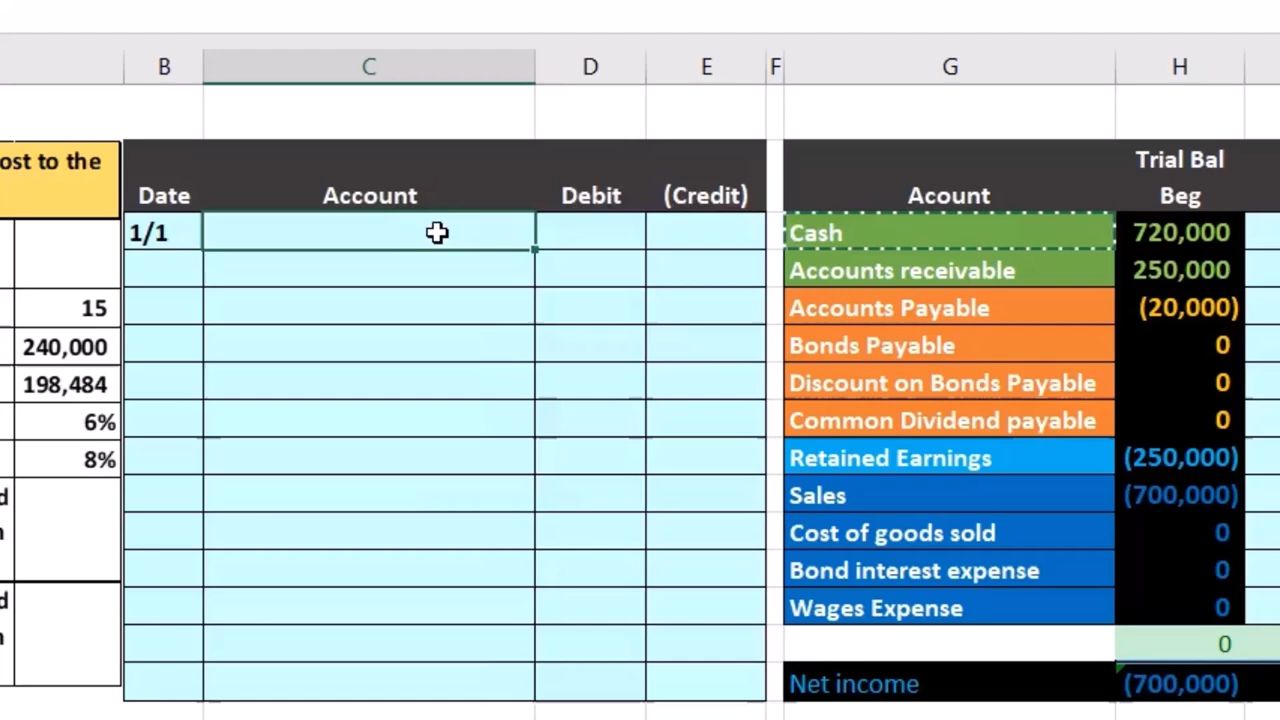 B C D E F G H
ost to the
Date Account Debit (Credit)
1/1
15
240,000
198,484
6%
8%
d
n
d
n
Acount Trial Bal
Beg
Cash 720,000
Accounts receivable 250,000
Accounts Payable (20,000)
Bonds Payable 0
Discount on Bonds Payable 0
Common Dividend payable 0
Retained Earnings (250,000)
Sales (700,000)
Cost of goods sold 0
Bond interest expense 0
Wages Expense 0
0
Net income (700,000)